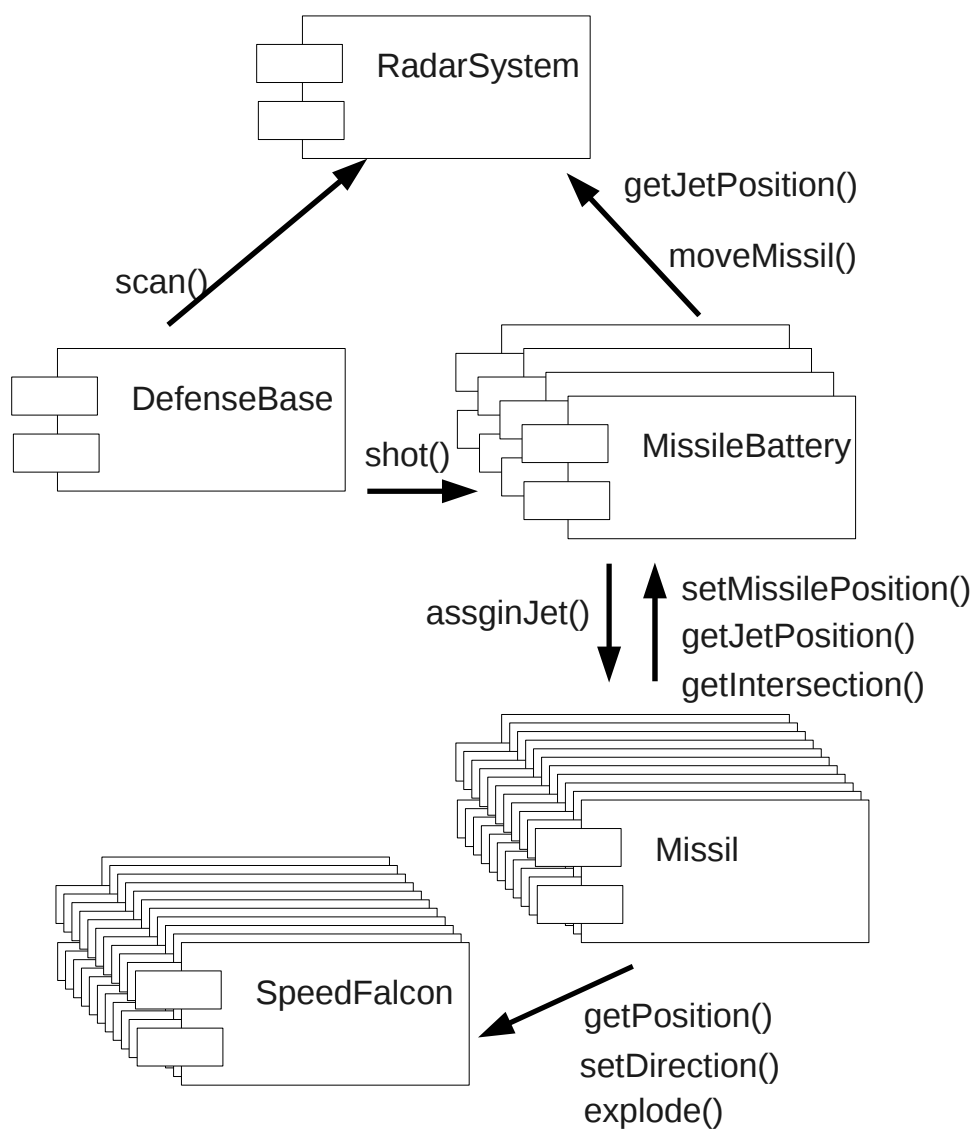 RadarSystem
getJetPosition()
moveMissil()
scan()
DefenseBase
MissileBattery
shot()
setMissilePosition()
assginJet()
getJetPosition()
getIntersection()
Missil
SpeedFalcon
getPosition()
setDirection()
explode()